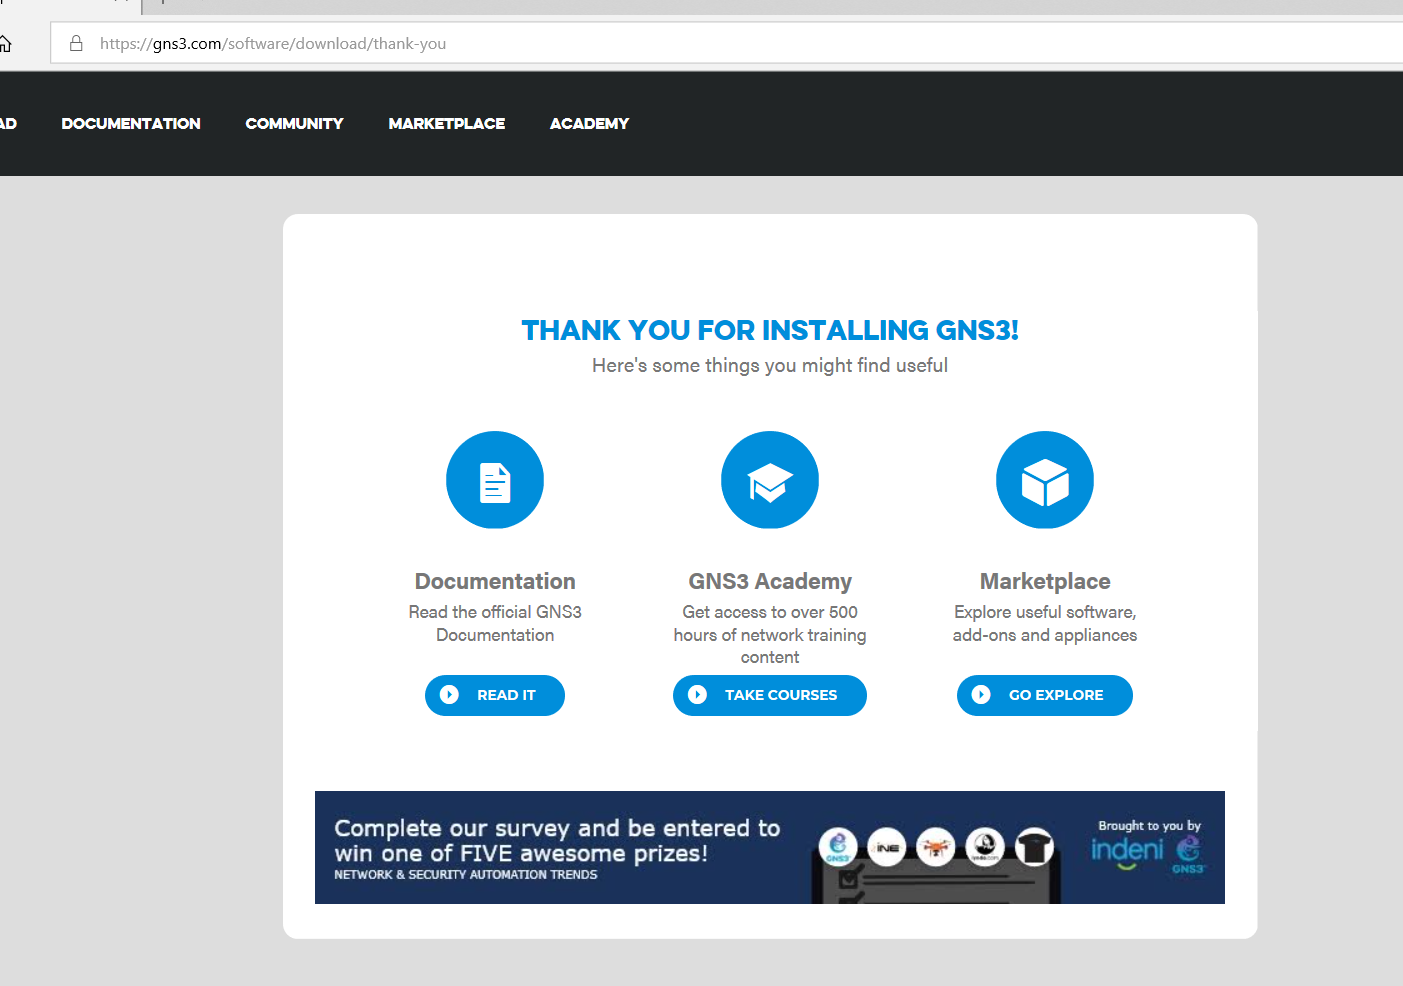 https://gns3.com/software/download/thank-you
AD DOCUMENTATION COMMUNITY MARKETPLACE ACADEMY
THANK YOU FOR INSTALLING GNS3!
Here's some things you might find useful
Documentation
Read the official GNS3
Documentation
READ IT
GNS3 Academy
Get access to over 500
hours of network training
content
TAKE COURSES
Marketplace
Explore useful software,
add-ons and appliances
GO EXPLORE
Complete our survey and be entered to
win one of FIVE awesome prizes!
NETWORK & SECURITY AUTOMATION TRENDS
GNS3
iNE
Brought to you by
indeni
GNS3